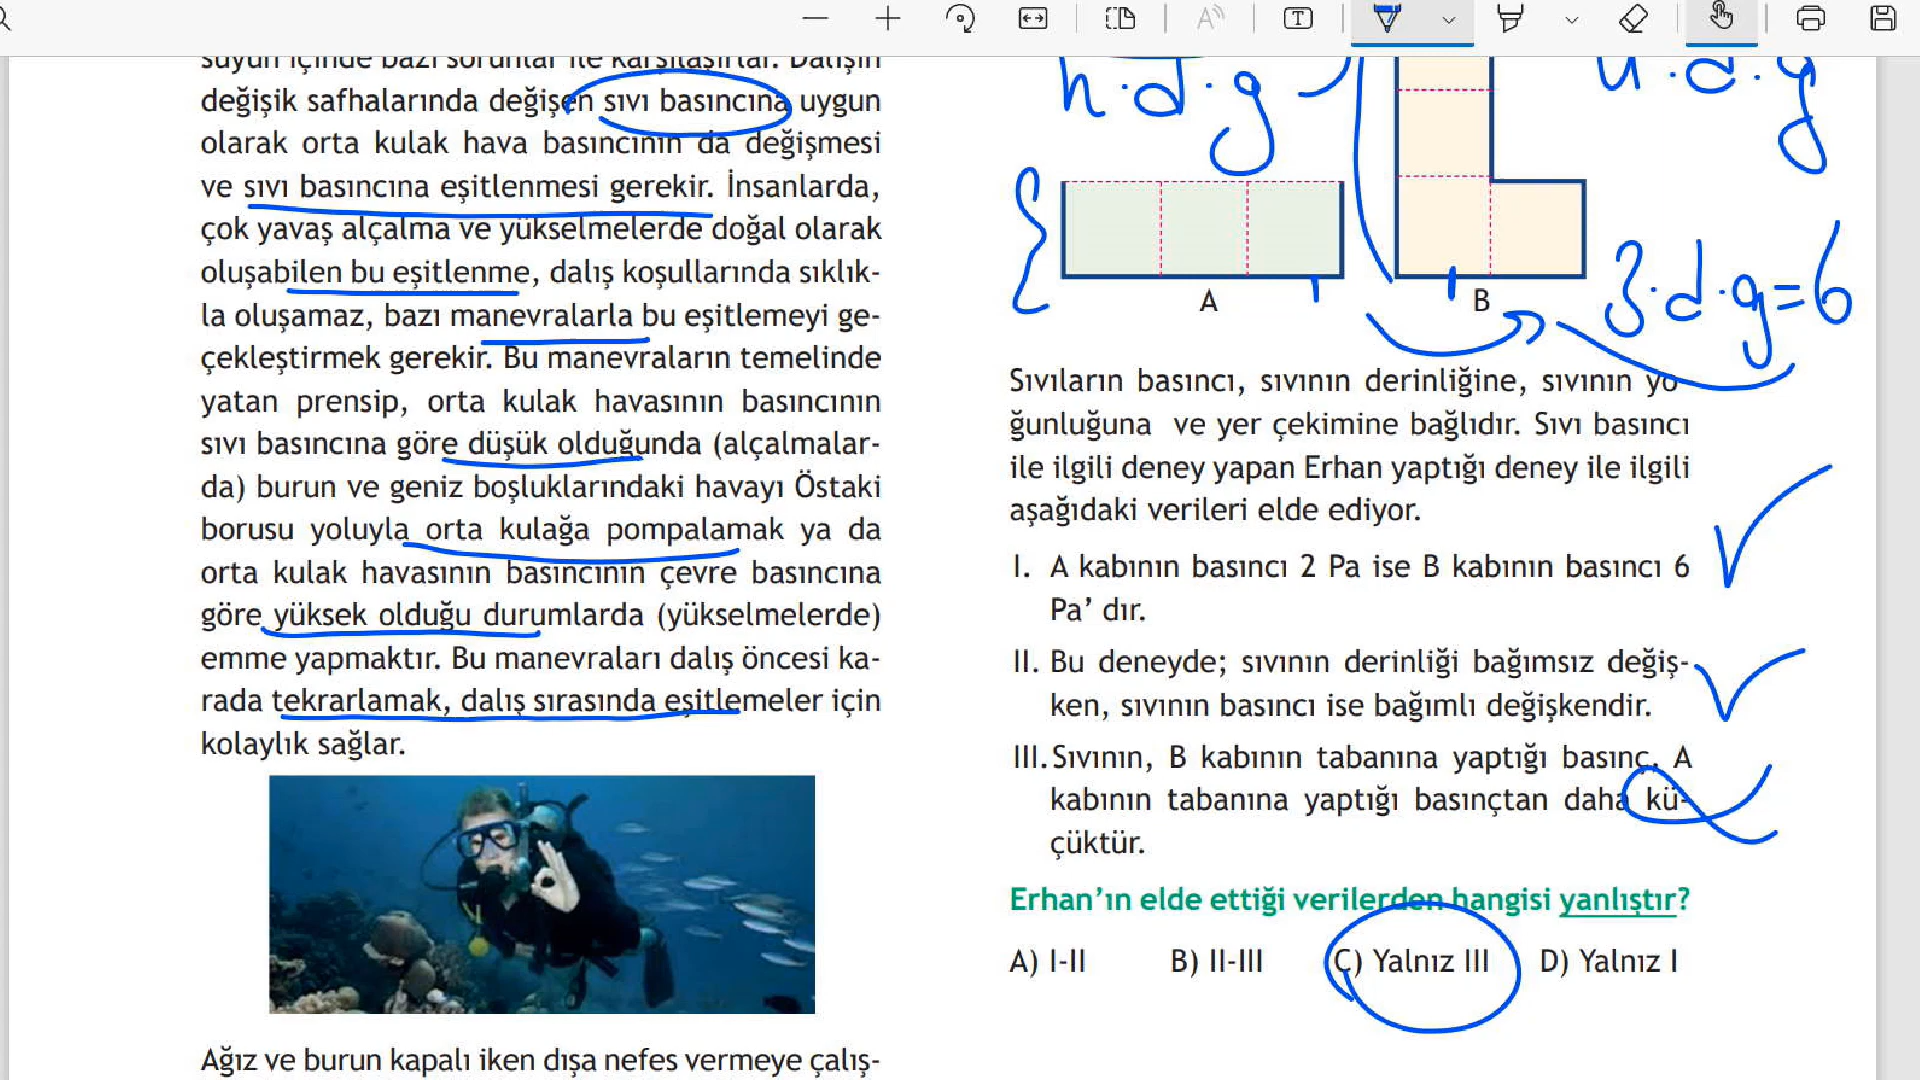 suyun içinde bazı sorunlar ile karşılaşırlar. Dalışın
değişik safhalarında değişen sıvı basıncına uygun
olarak orta kulak hava basıncının da değişmesi
ve sıvı basıncına eşitlenmesi gerekir. İnsanlarda,
çok yavaş alçalma ve yükselmelerde doğal olarak
oluşabilen bu eşitlenme, dalış koşullarında sıklık-
la oluşamaz, bazı manevralarla bu eşitlemeyi ge-
çekleştirmek gerekir. Bu manevraların temelinde
yatan prensip, orta kulak havasının basıncının
sıvı basıncına göre düşük olduğunda (alçalmalar-
da) burun ve geniz boşluklarındaki havayı Östaki
borusu yoluyla orta kulağa pompalamak ya da
orta kulak havasının basıncının çevre basıncına
göre yüksek olduğu durumlarda (yükselmelerde)
emme yapmaktır. Bu manevraları dalış öncesi ka-
rada tekrarlamak, dalış sırasında eşitlemeler için
kolaylık sağlar.
Ağız ve burun kapalı iken dışa nefes vermeye çalış-
h.d.g
h.d.g
3.d.g=6
A
B
Sıvıların basıncı, sıvının derinliğine, sıvının yo
ğunluğuna ve yer çekimine bağlıdır. Sıvı basıncı
ile ilgili deney yapan Erhan yaptığı deney ile ilgili
aşağıdaki verileri elde ediyor.
I. A kabının basıncı 2 Pa ise B kabının basıncı 6
Pa' dır.
II. Bu deneyde; sıvının derinliği bağımsız değiş-
ken, sıvının basıncı ise bağımlı değişkendir.
III. Sıvının, B kabının tabanına yaptığı basınç, A
kabının tabanına yaptığı basınçtan daha kü-
çüktür.
Erhan'ın elde ettiği verilerden hangisi yanlıştır?
A) I-II B) II-III C) Yalnız III D) Yalnız I